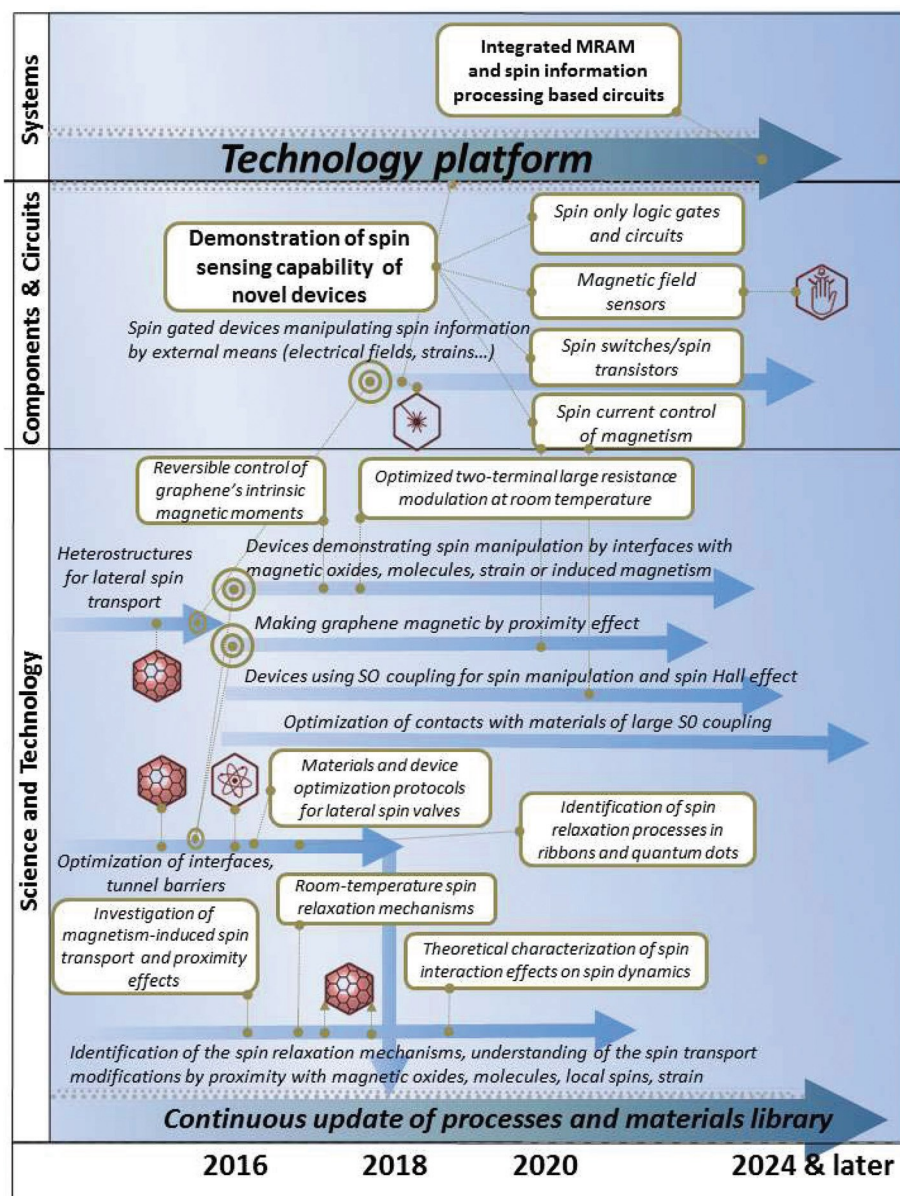 Systems
Integrated MRAM
and spin information
processing based circuits
Technology platform
Components & Circuits
Demonstration of spin
sensing capability of
novel devices
Spin only logic gates
and circuits
Magnetic field
sensors
Spin gated devices manipulating spin information
by external means (electrical fields, strains...)
Spin switches/spin
transistors
Spin current control
of magnetism
Science and Technology
Reversible control of
graphene's intrinsic
magnetic moments
Optimized two-terminal large resistance
modulation at room temperature
Heterostructures
for lateral spin
transport
Devices demonstrating spin manipulation by interfaces with
magnetic oxides, molecules, strain or induced magnetism
Making graphene magnetic by proximity effect
Devices using SO coupling for spin manipulation and spin Hall effect
Optimization of contacts with materials of large S0 coupling
Materials and device
optimization protocols
for lateral spin valves
Identification of spin
relaxation processes in
ribbons and quantum dots
Optimization of interfaces,
tunnel barriers
Room-temperature spin
relaxation mechanisms
Investigation of
magnetism-induced spin
transport and proximity
effects
Theoretical characterization of spin
interaction effects on spin dynamics
Identification of the spin relaxation mechanisms, understanding of the spin transport
modifications by proximity with magnetic oxides, molecules, local spins, strain
Continuous update of processes and materials library
2016 2018 2020 2024 & later